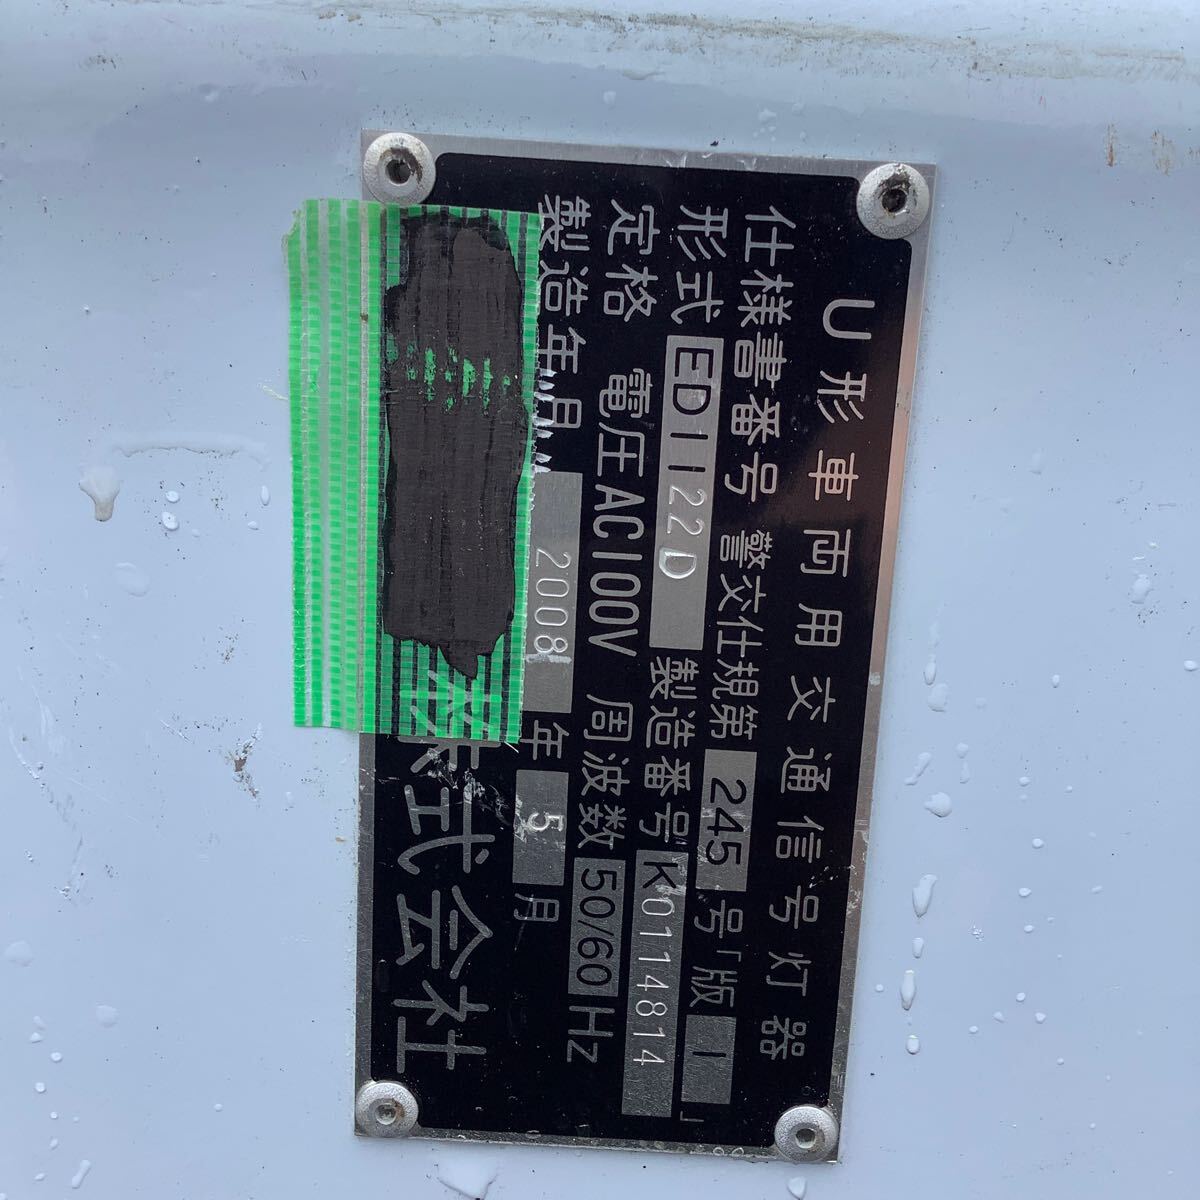 U形車両用交通信号灯器
仕様書番号 警交仕規第 245 号「版 1 」
形式 ED1122D 製造番号 K0114814
定格 電圧AC100V 周波数 50/60 Hz
製造年月 2008 年 5 月
株式会社